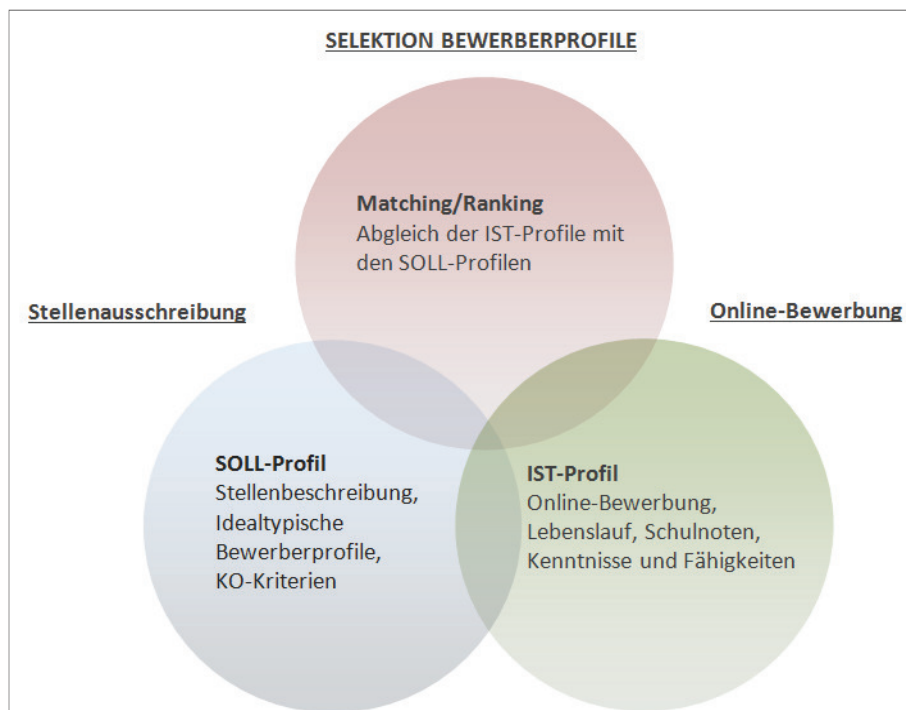 SELEKTION BEWERBERPROFILE
Matching/Ranking
Abgleich der IST-Profile mit
den SOLL-Profilen
Stellenausschreibung
Online-Bewerbung
SOLL-Profil
Stellenbeschreibung,
Idealtypische
Bewerberprofile,
KO-Kriterien
IST-Profil
Online-Bewerbung,
Lebenslauf, Schulnoten,
Kenntnisse und Fähigkeiten